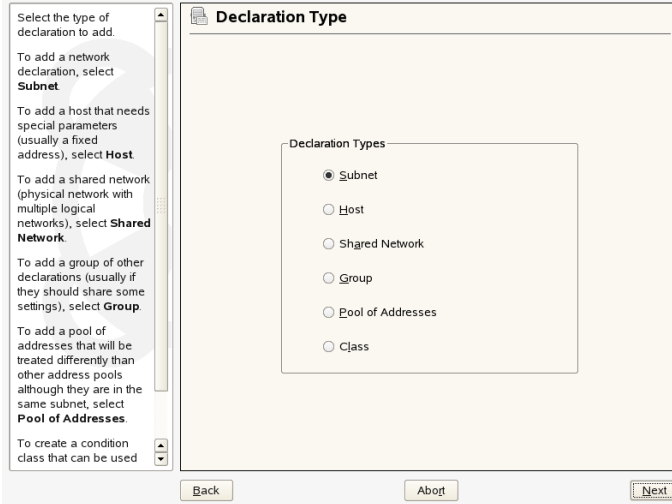 Select the type of
declaration to add.
To add a network
declaration, select
Subnet.
To add a host that needs
special parameters
(usually a fixed
address), select Host.
To add a shared network
(physical network with
multiple logical
networks), select Shared
Network.
To add a group of other
declarations (usually if
they should share some
settings), select Group.
To add a pool of
addresses that will be
treated differently than
other address pools
although they are in the
same subnet, select
Pool of Addresses.
To create a condition
class that can be used
Declaration Type
Declaration Types
Subnet
Host
Shared Network
Group
Pool of Addresses
Class
Back
Abort
Next